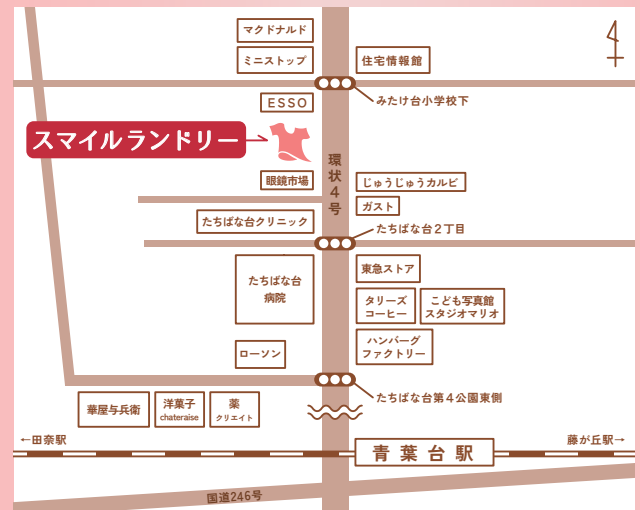 マクドナルド
ミニストップ
住宅情報館
ESSO
みたけ台小学校下
スマイルランドリー
環状4号
眼鏡市場
じゅうじゅうカルビ
ガスト
たちばな台クリニック
たちばな台2丁目
たちばな台
病院
東急ストア
タリーズ
コーヒー
こども写真館
スタジオマリオ
ローソン
ハンバーグ
ファクトリー
たちばな台第4公園東側
華屋与兵衛
洋菓子
chateraise
薬
クリエイト
←田奈駅
藤が丘駅→
青葉台駅
国道246号